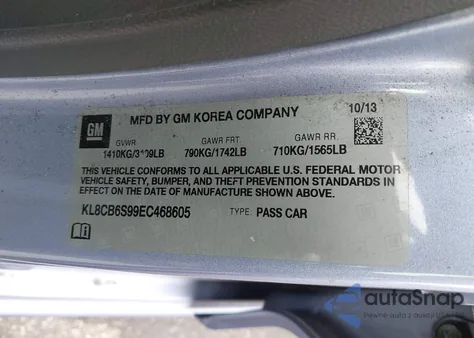 MFD BY GM KOREA COMPANY
10/13
GM
GVWR
GAWR FRT
GAWR RR
790KG/1742LB
710KG/1565LB
THIS VEHICLE CONFORMS TO ALL APPLICABLE U.S. FEDERAL MOTOR
VEHICLE SAFETY, BUMPER, AND THEFT PREVENTION STANDARDS IN
EFFECT ON THE DATE OF MANUFACTURE SHOWN ABOVE.
KL8CB6S99EC468605
TYPE: PASS CAR
autoSnap